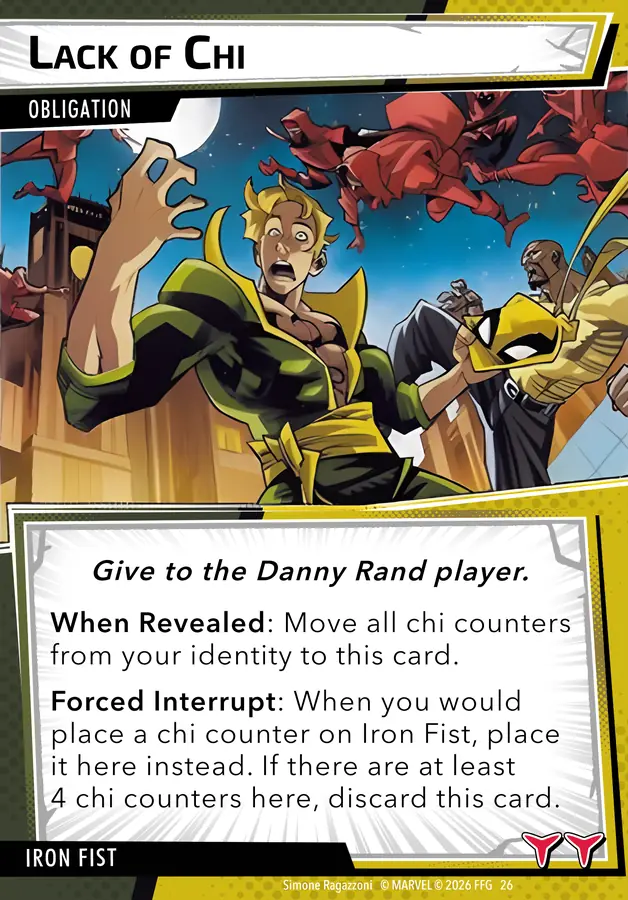 LACK OF CHI
OBLIGATION
Give to the Danny Rand player.
When Revealed: Move all chi counters
from your identity to this card.
Forced Interrupt: When you would
place a chi counter on Iron Fist, place
it here instead. If there are at least
4 chi counters here, discard this card.
IRON FIST
Simone Ragazzoni © MARVEL © 2026 FFG 26